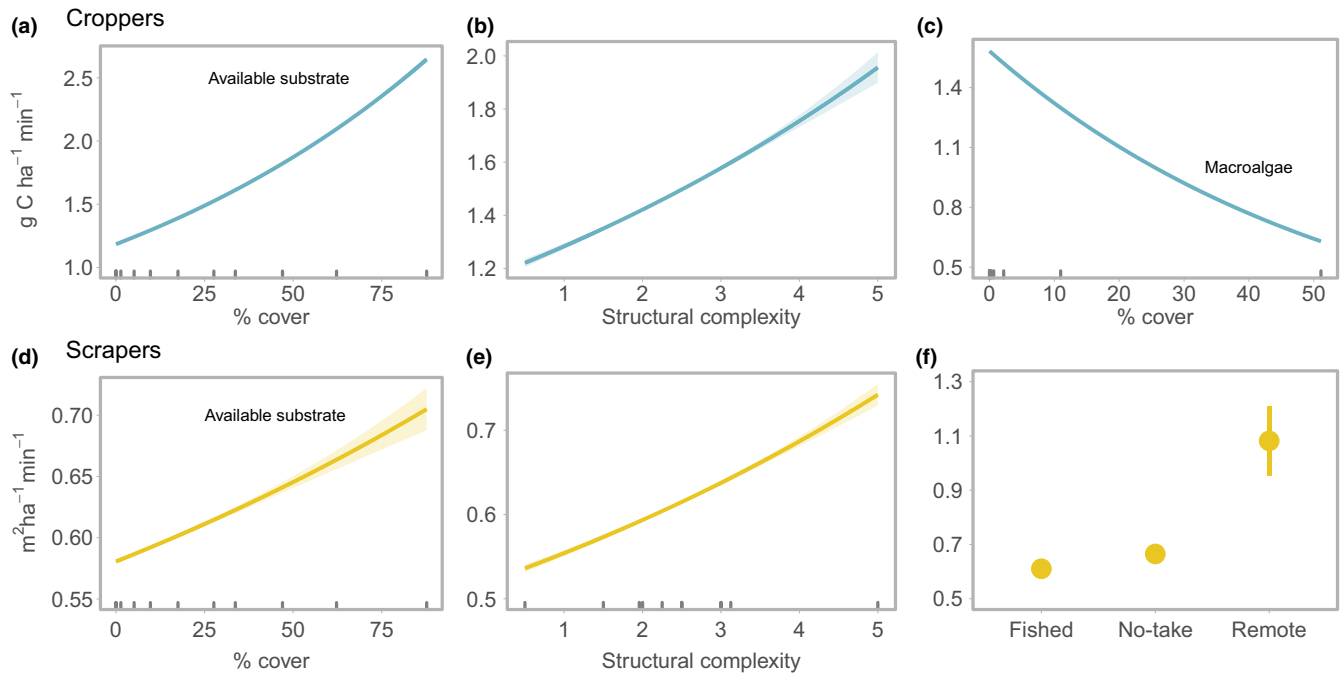 (a) Croppers (b) (c)
Available substrate
Macroalgae
g C ha⁻¹ min⁻¹
2.5
2.0
1.5
1.0
0 25 50 75
% cover
2.0
1.8
1.6
1.4
1.2
1 2 3 4 5
Structural complexity
1.4
1.1
0.8
0.5
0 10 20 30 40 50
% cover
(d) Scrapers (e) (f)
Available substrate
m²ha⁻¹min⁻¹
0.70
0.65
0.60
0.55
0 25 50 75
% cover
0.7
0.6
0.5
1 2 3 4 5
Structural complexity
1.3
1.1
0.9
0.7
0.5
Fished No-take Remote